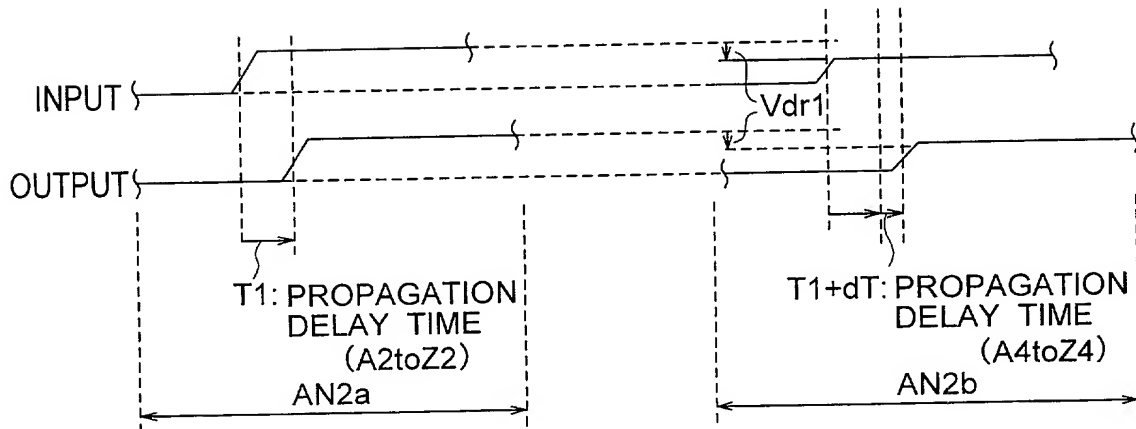 INPUT
Vdr1
OUTPUT
T1: PROPAGATION
DELAY TIME
(A2toZ2)
T1+dT: PROPAGATION
DELAY TIME
(A4toZ4)
AN2a
AN2b